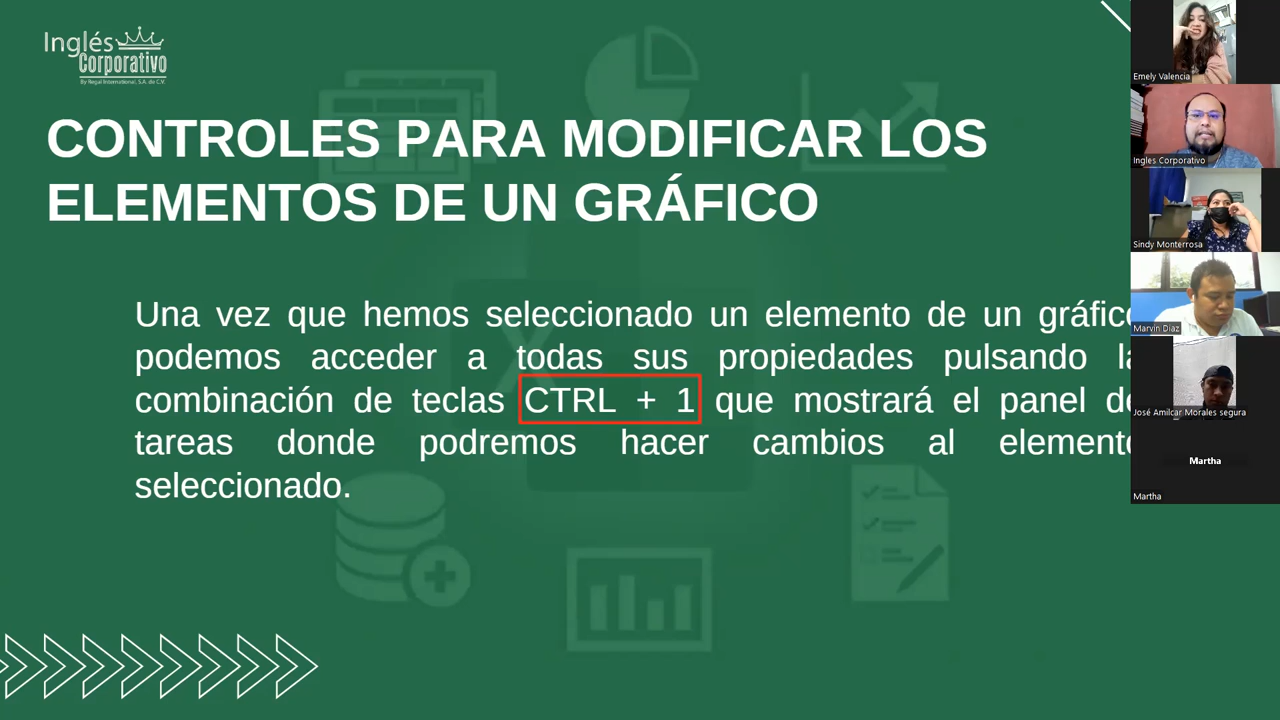 Inglés
Corporativo
By Regal International, S.A. de C.V.
CONTROLES PARA MODIFICAR LOS
ELEMENTOS DE UN GRÁFICO
Una vez que hemos seleccionado un elemento de un gráfico
podemos acceder a todas sus propiedades pulsando la
combinación de teclas CTRL + 1 que mostrará el panel de
tareas donde podremos hacer cambios al elemento
seleccionado.
Emely Valencia
Ingles Corporativo
Sindy Monterrosa
Marvin Diaz
José Amilcar Morales segura
Martha
Martha